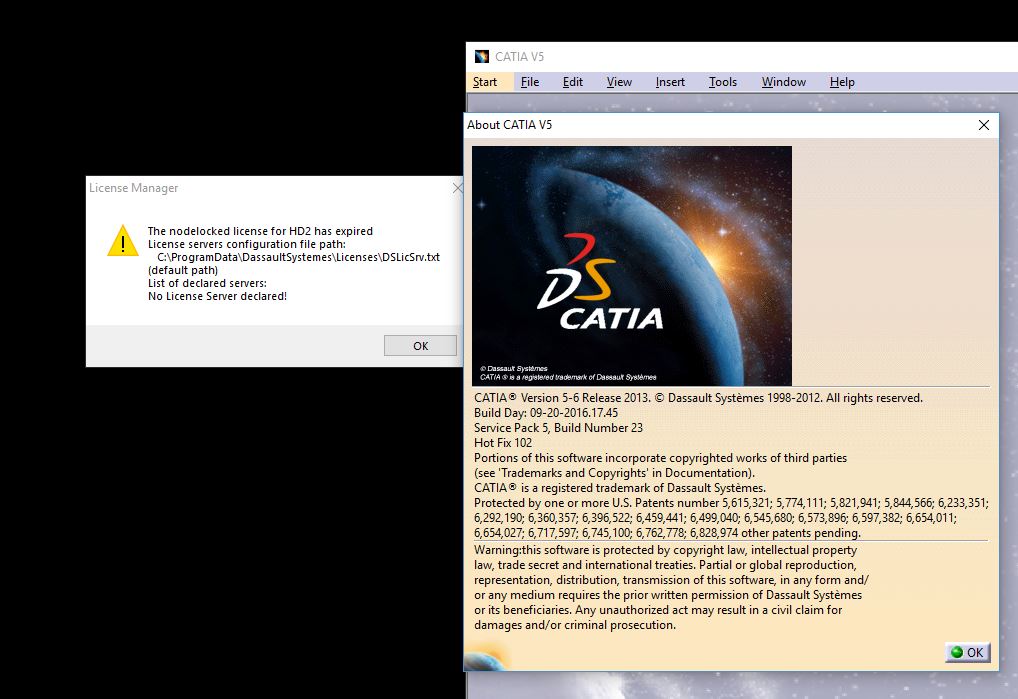 CATIA V5
Start File Edit View Insert Tools Window Help
About CATIA V5
License Manager
The nodelocked license for HD2 has expired
License servers configuration file path:
C:\ProgramData\DassaultSystemes\Licenses\DSLicSrv.txt
(default path)
List of declared servers:
No License Server declared!
OK
DS
CATIA
© Dassault Systèmes
CATIA ® is a registered trademark of Dassault Systèmes
CATIA® Version 5-6 Release 2013. © Dassault Systèmes 1998-2012. All rights reserved.
Build Day: 09-20-2016.17.45
Service Pack 5, Build Number 23
Hot Fix 102
Portions of this software incorporate copyrighted works of third parties
(see 'Trademarks and Copyrights' in Documentation).
CATIA® is a registered trademark of Dassault Systèmes.
Protected by one or more U.S. Patents number 5,615,321; 5,774,111; 5,821,941; 5,844,566; 6,233,351;
6,292,190; 6,360,357; 6,396,522; 6,459,441; 6,499,040; 6,545,680; 6,573,896; 6,597,382; 6,654,011;
6,654,027; 6,717,597; 6,745,100; 6,762,778; 6,828,974 other patents pending.
Warning:this software is protected by copyright law, intellectual property
law, trade secret and international treaties. Partial or global reproduction,
representation, distribution, transmission of this software, in any form and/
or any medium requires the prior written permission of Dassault Systèmes
or its beneficiaries. Any unauthorized act may result in a civil claim for
damages and/or criminal prosecution.
OK